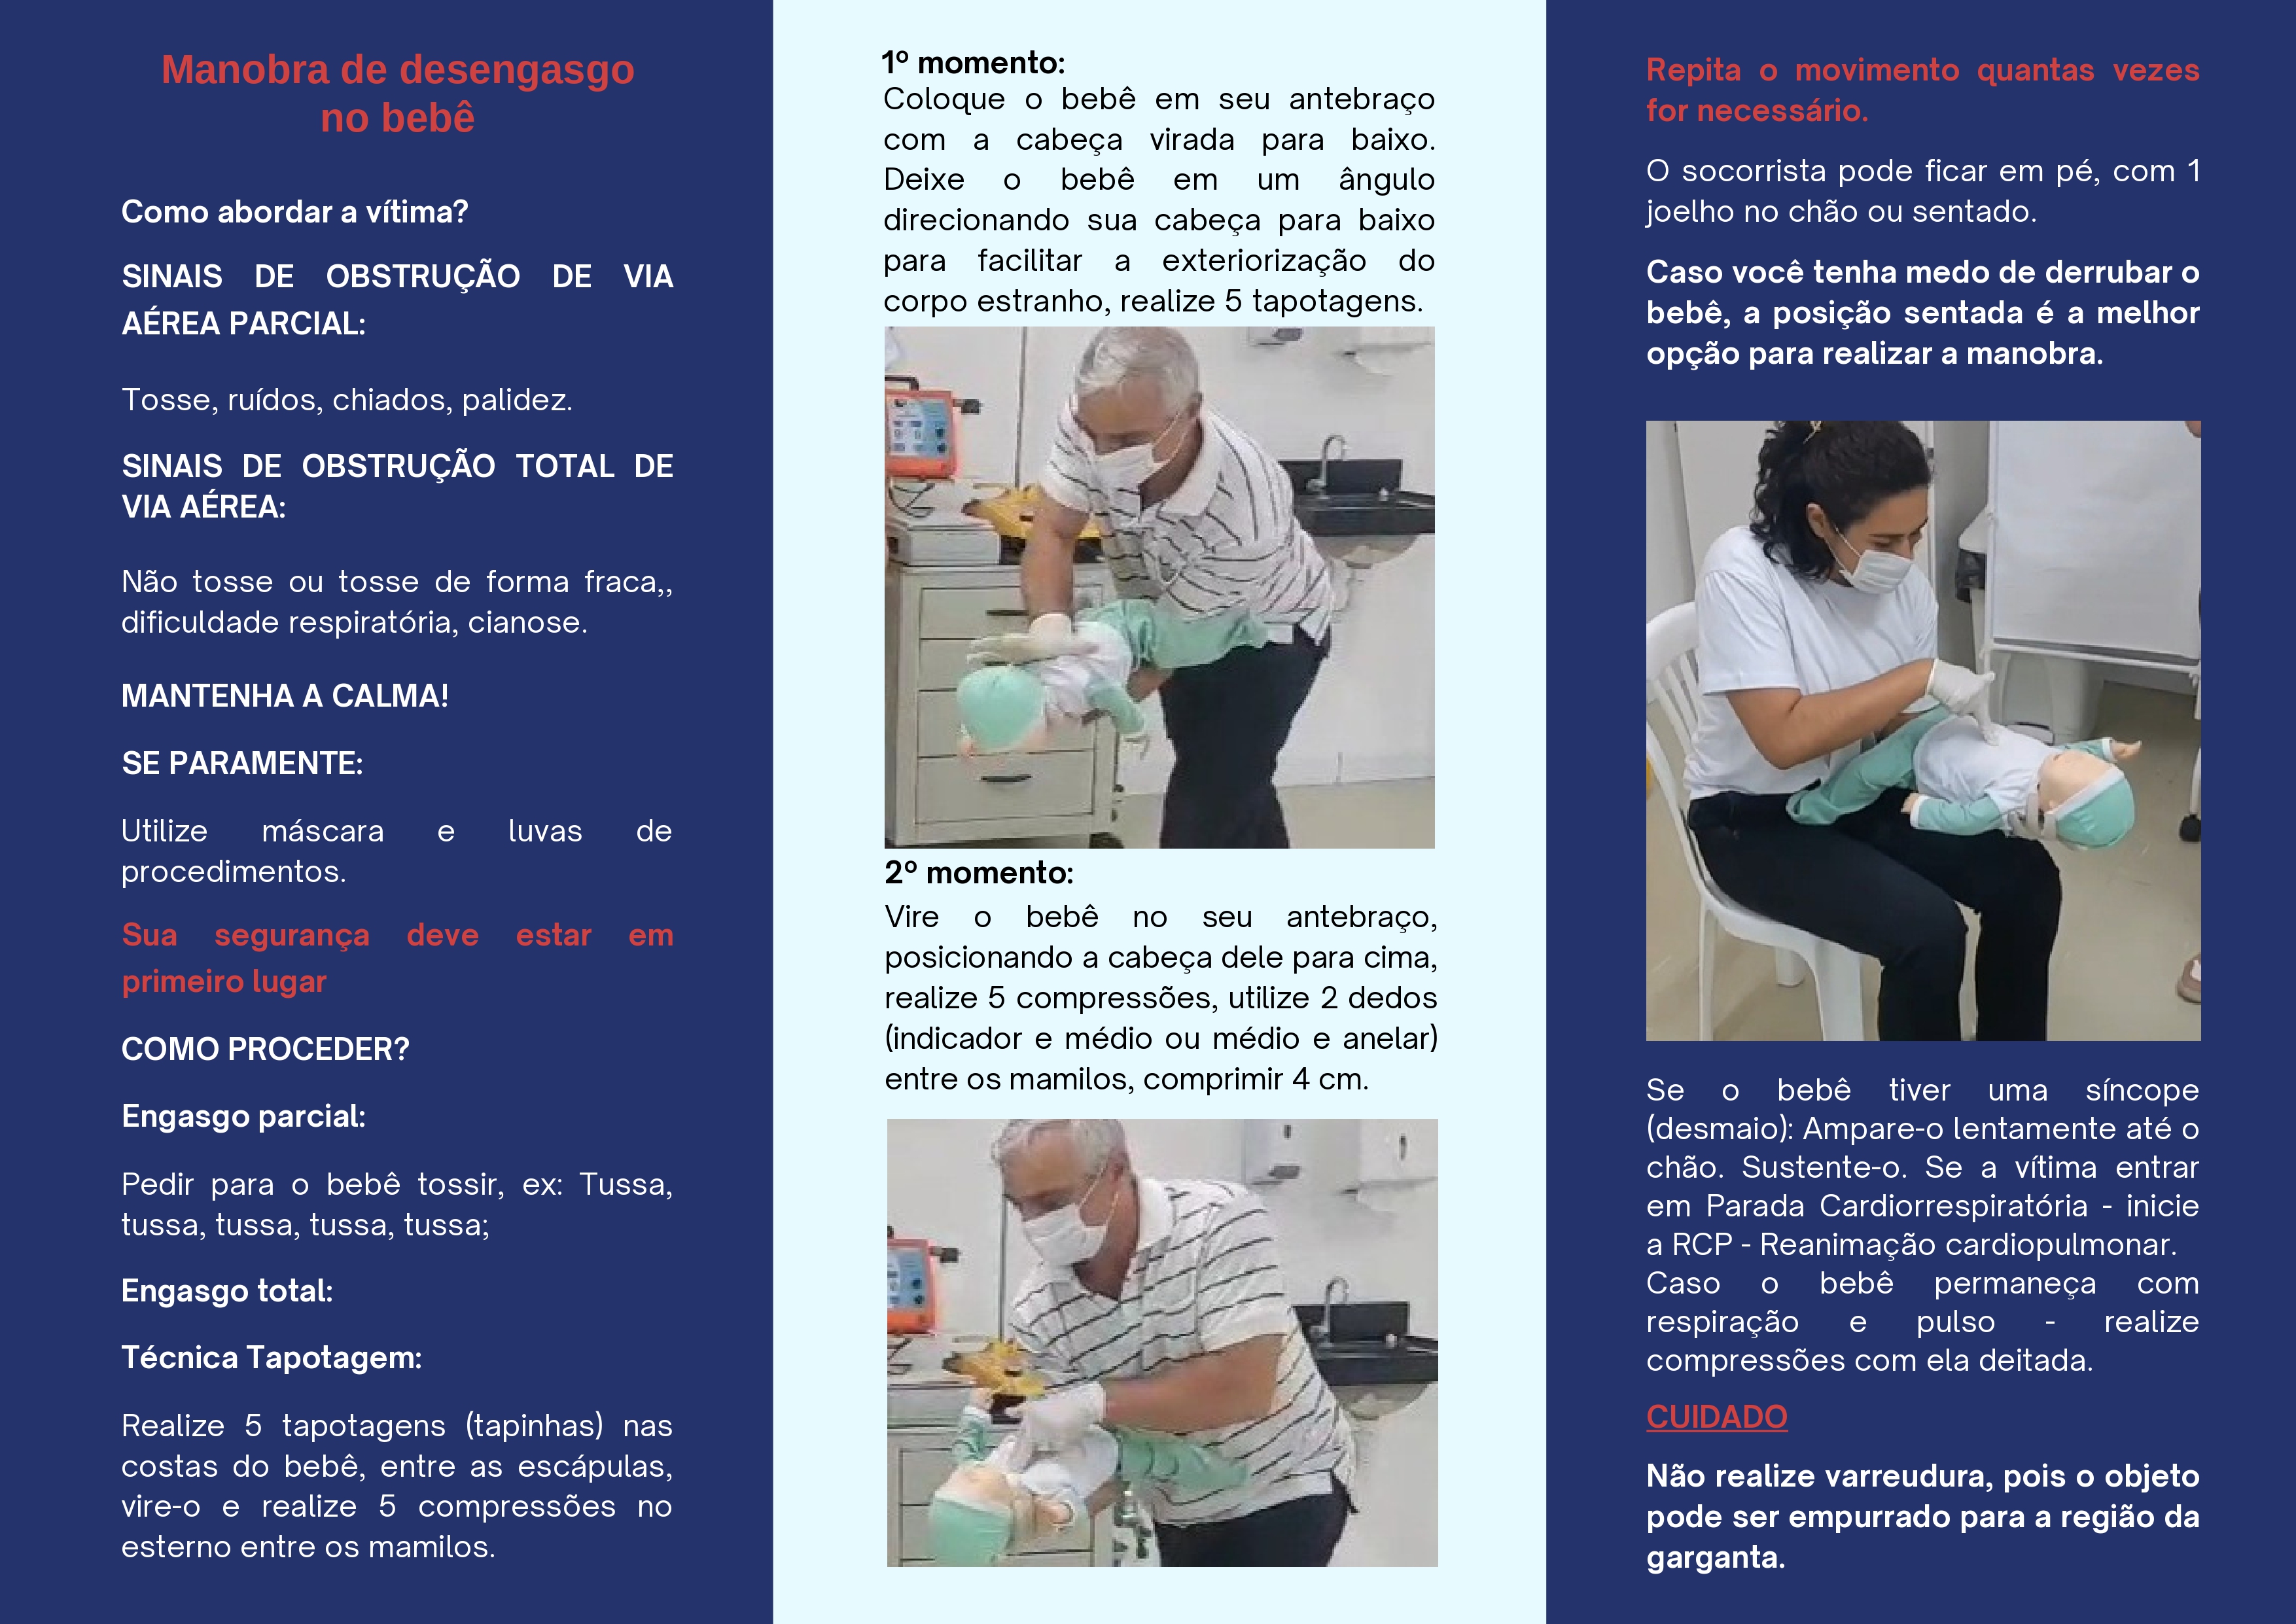 Manobra de desengasgo
no bebê
Como abordar a vítima?
SINAIS DE OBSTRUÇÃO DE VIA
AÉREA PARCIAL:
Tosse, ruídos, chiados, palidez.
SINAIS DE OBSTRUÇÃO TOTAL DE
VIA AÉREA:
Não tosse ou tosse de forma fraca,,
dificuldade respiratória, cianose.
MANTENHA A CALMA!
SE PARAMENTE:
Utilize máscara e luvas de
procedimentos.
Sua segurança deve estar em
primeiro lugar
COMO PROCEDER?
Engasgo parcial:
Pedir para o bebê tossir, ex: Tussa,
tussa, tussa, tussa, tussa;
Engasgo total:
Técnica Tapotagem:
Realize 5 tapotagens (tapinhas) nas
costas do bebê, entre as escápulas,
vire-o e realize 5 compressões no
esterno entre os mamilos.
1º momento:
Coloque o bebê em seu antebraço
com a cabeça virada para baixo.
Deixe o bebê em um ângulo
direcionando sua cabeça para baixo
para facilitar a exteriorização do
corpo estranho, realize 5 tapotagens.
2º momento:
Vire o bebê no seu antebraço,
posicionando a cabeça dele para cima,
realize 5 compressões, utilize 2 dedos
(indicador e médio ou médio e anelar)
entre os mamilos, comprimir 4 cm.
Repita o movimento quantas vezes
for necessário.
O socorrista pode ficar em pé, com 1
joelho no chão ou sentado.
Caso você tenha medo de derrubar o
bebê, a posição sentada é a melhor
opção para realizar a manobra.
Se o bebê tiver uma síncope
(desmaio): Ampare-o lentamente até o
chão. Sustente-o. Se a vítima entrar
em Parada Cardiorrespiratória - inicie
a RCP - Reanimação cardiopulmonar.
Caso o bebê permaneça com
respiração e pulso - realize
compressões com ela deitada.
CUIDADO
Não realize varreudura, pois o objeto
pode ser empurrado para a região da
garganta.